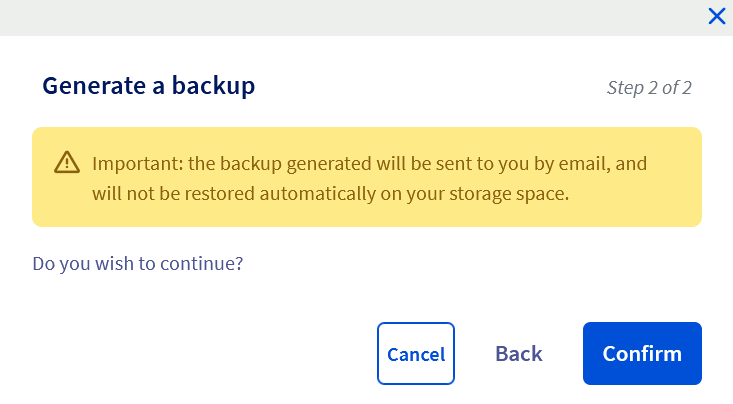 Generate a backup
Step 2 of 2
Important: the backup generated will be sent to you by email, and
will not be restored automatically on your storage space.
Do you wish to continue?
Cancel
Back
Confirm